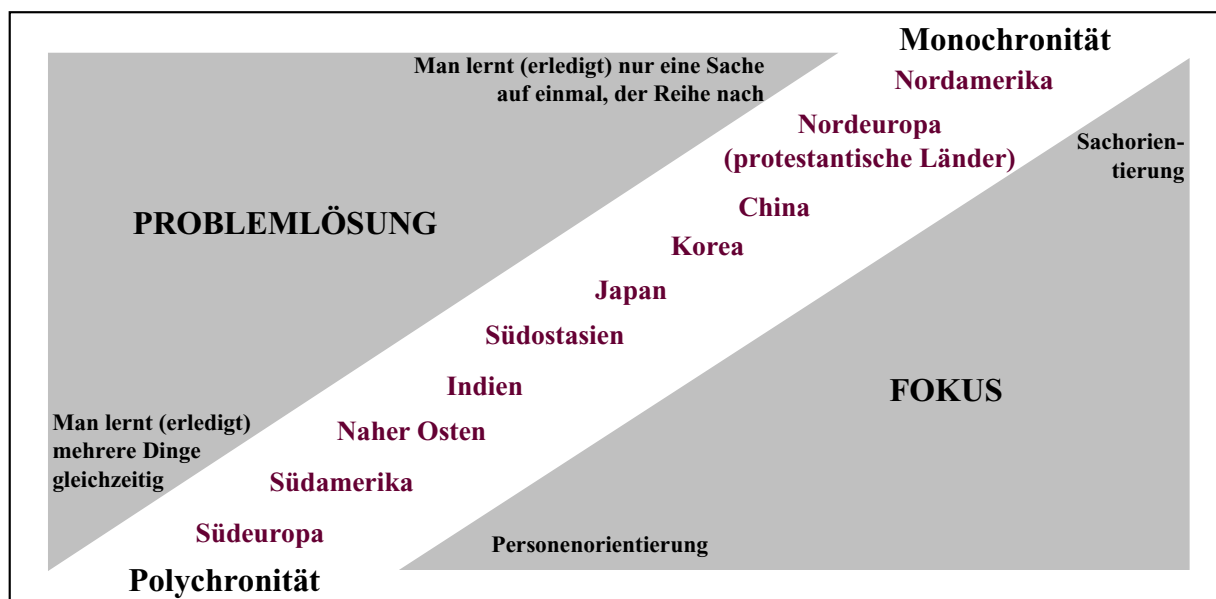 Monochronität
Man lernt (erledigt) nur eine Sache
auf einmal, der Reihe nach
Nordamerika
Nordeuropa
(protestantische Länder)
Sachorien-
tierung
PROBLEMLÖSUNG
China
Korea
Japan
Südostasien
Indien
FOKUS
Man lernt (erledigt)
mehrere Dinge
gleichzeitig
Naher Osten
Südamerika
Südeuropa
Personenorientierung
Polychronität